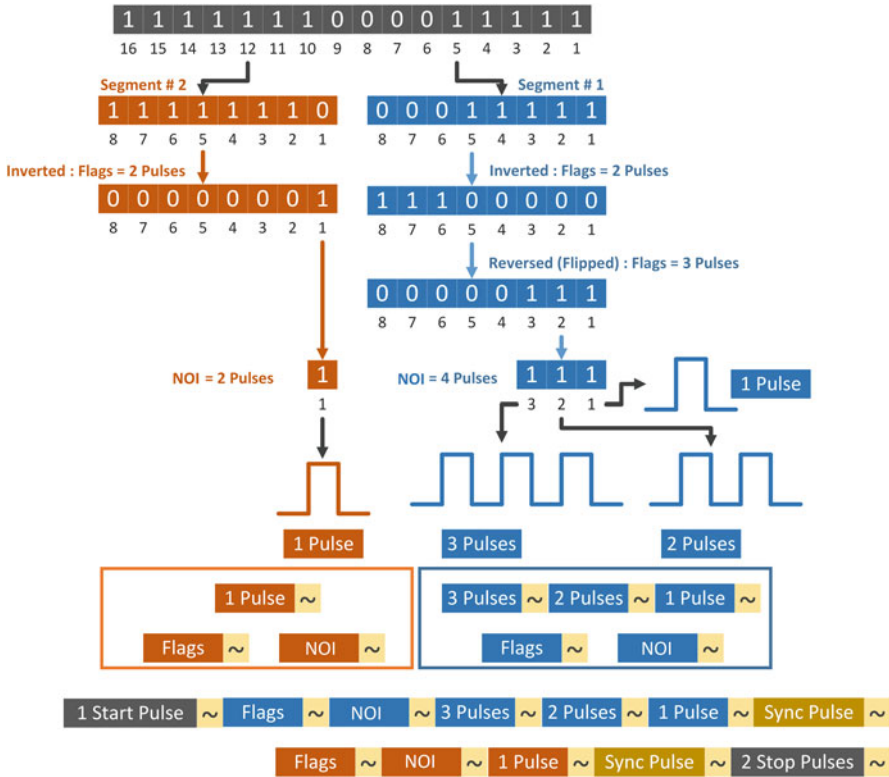 1 1 1 1 1 1 1 0 0 0 0 1 1 1 1 1
16 15 14 13 12 11 10 9 8 7 6 5 4 3 2 1
Segment # 2 Segment # 1
1 1 1 1 1 1 1 0 0 0 0 1 1 1 1 1
8 7 6 5 4 3 2 1 8 7 6 5 4 3 2 1
Inverted : Flags = 2 Pulses Inverted : Flags = 2 Pulses
0 0 0 0 0 0 0 1 1 1 1 0 0 0 0 0
8 7 6 5 4 3 2 1 8 7 6 5 4 3 2 1
Reversed (Flipped) : Flags = 3 Pulses
0 0 0 0 0 1 1 1
8 7 6 5 4 3 2 1
NOI = 2 Pulses 1 NOI = 4 Pulses 1 1 1 1 Pulse
1 3 2 1
1 Pulse 3 Pulses 2 Pulses
1 Pulse ~ 3 Pulses ~ 2 Pulses ~ 1 Pulse ~
Flags ~ NOI ~ Flags ~ NOI ~
1 Start Pulse ~ Flags ~ NOI ~ 3 Pulses ~ 2 Pulses ~ 1 Pulse ~ Sync Pulse ~
Flags ~ NOI ~ 1 Pulse ~ Sync Pulse ~ 2 Stop Pulses ~